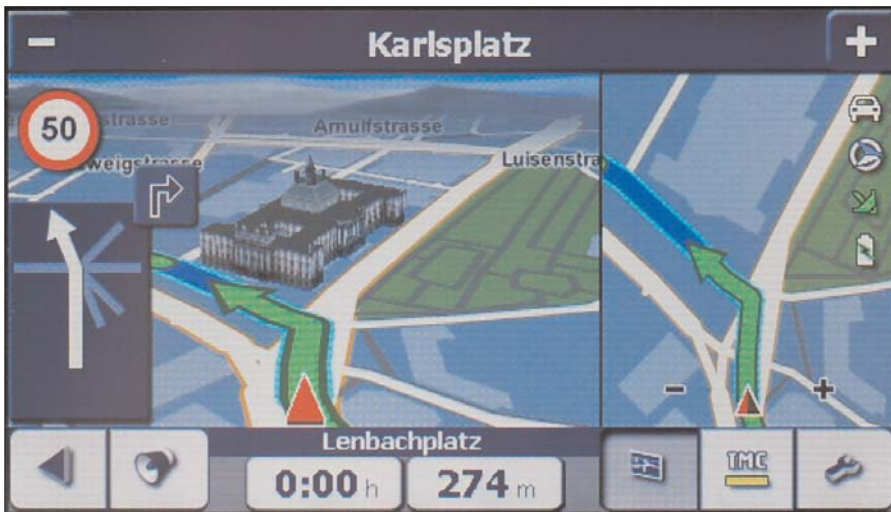 Karlsplatz
50
strasse
Arnulfstrasse
weigstrasse
Luisenstra
− +
Lenbachplatz
0:00 h 274 m
TMC